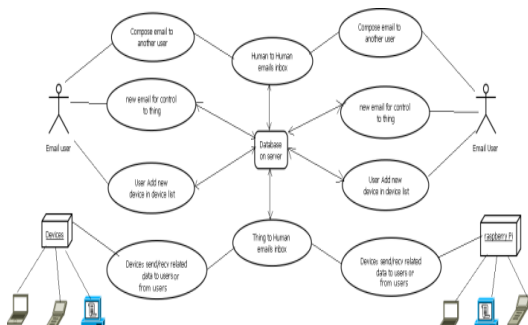 Compose email to
another user
Compose email to
another user
Human to Human
emails inbox
new email for control
to thing
new email for control
to thing
Email user
Email User
Database
on server
User Add new
device in device list
User Add new
device in device list
Devices
Thing to Human
emails inbox
raspberry Pi
Devices send/recv related
data to users or
from users
Devices send/recv related
data to users or
from users